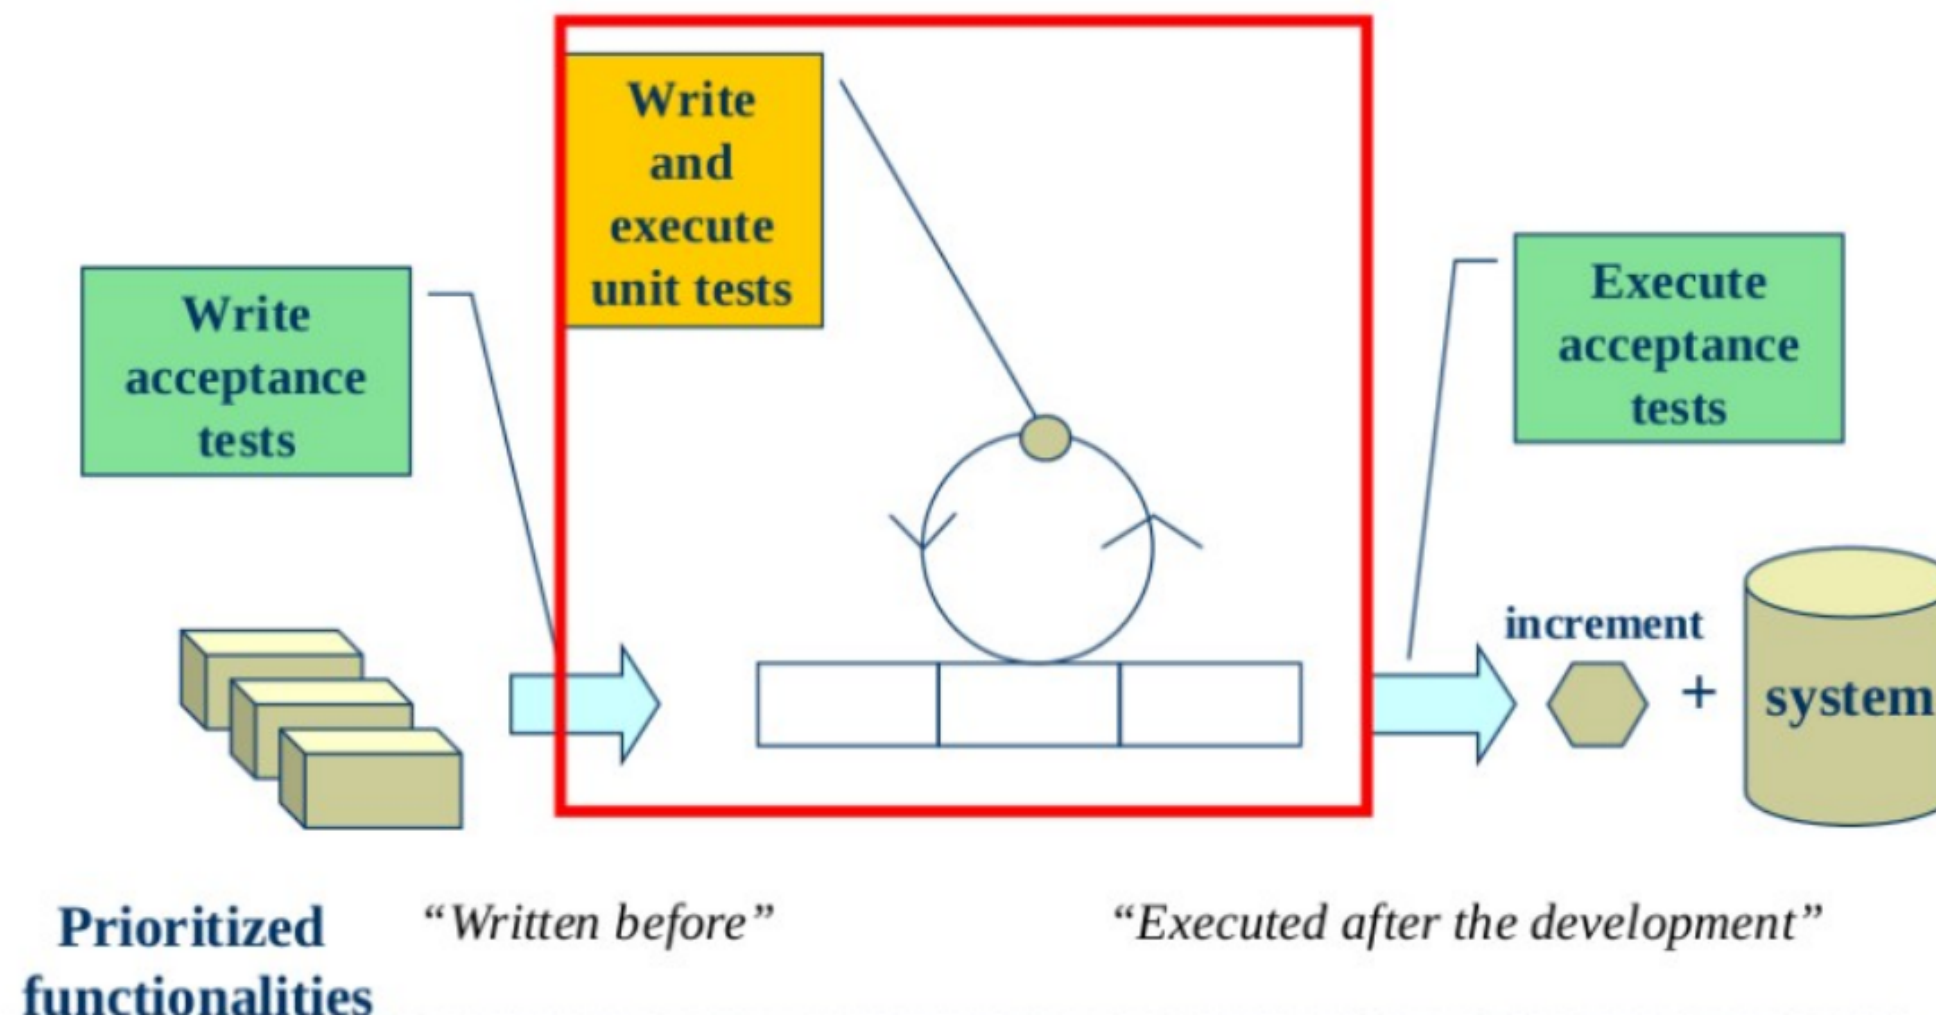 Write
and
execute
unit tests
Write
acceptance
tests
Execute
acceptance
tests
increment
+
system
Prioritized
functionalities
“Written before”
“Executed after the development”